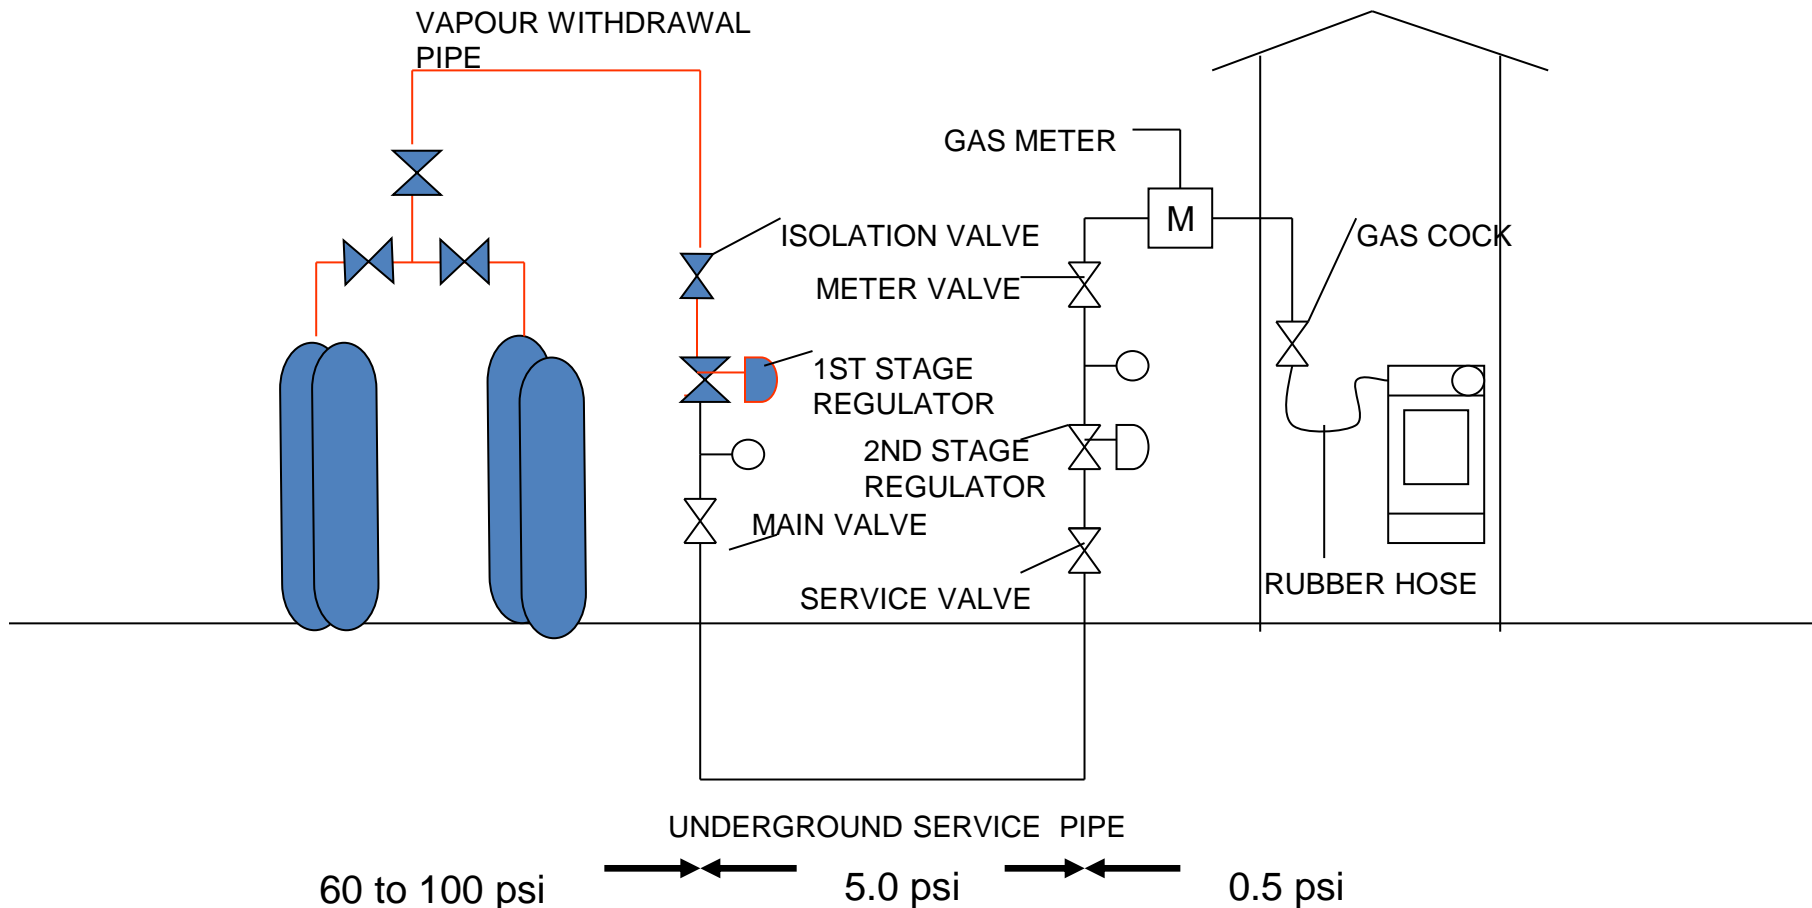 VAPOUR WITHDRAWAL
PIPE
GAS METER
M
ISOLATION VALVE
GAS COCK
METER VALVE
1ST STAGE
REGULATOR
2ND STAGE
REGULATOR
MAIN VALVE
SERVICE VALVE
RUBBER HOSE
UNDERGROUND SERVICE  PIPE
60 to 100 psi
5.0 psi
0.5 psi